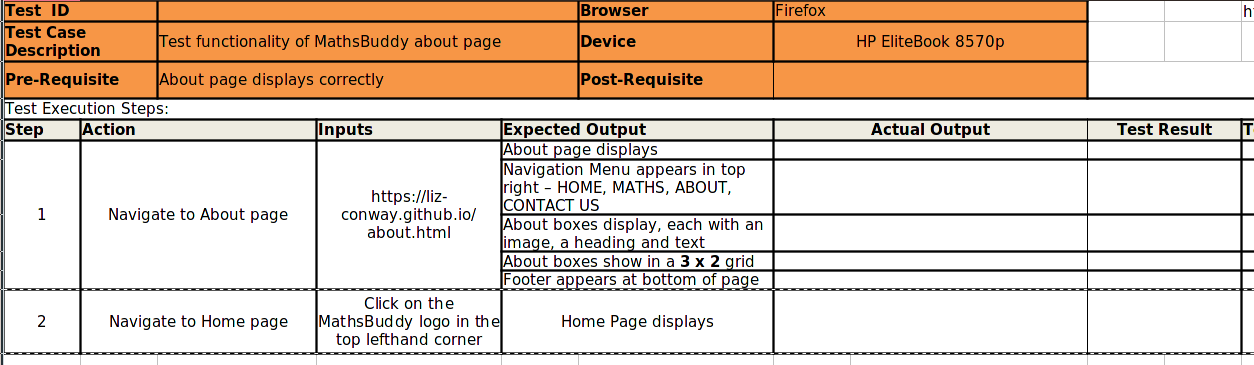 Test  ID
Browser
Firefox
Test Case
Description
Test functionality of MathsBuddy about page
Device
HP EliteBook 8570p
Pre-Requisite
About page displays correctly
Post-Requisite
Test Execution Steps:
Step
Action
Inputs
Expected Output
Actual Output
Test Result
1
Navigate to About page
https://liz-
conway.github.io/
about.html
About page displays
Navigation Menu appears in top
right – HOME, MATHS, ABOUT,
CONTACT US
About boxes display, each with an
image, a heading and text
About boxes show in a 3 x 2 grid
Footer appears at bottom of page
2
Navigate to Home page
Click on the
MathsBuddy logo in the
top lefthand corner
Home Page displays